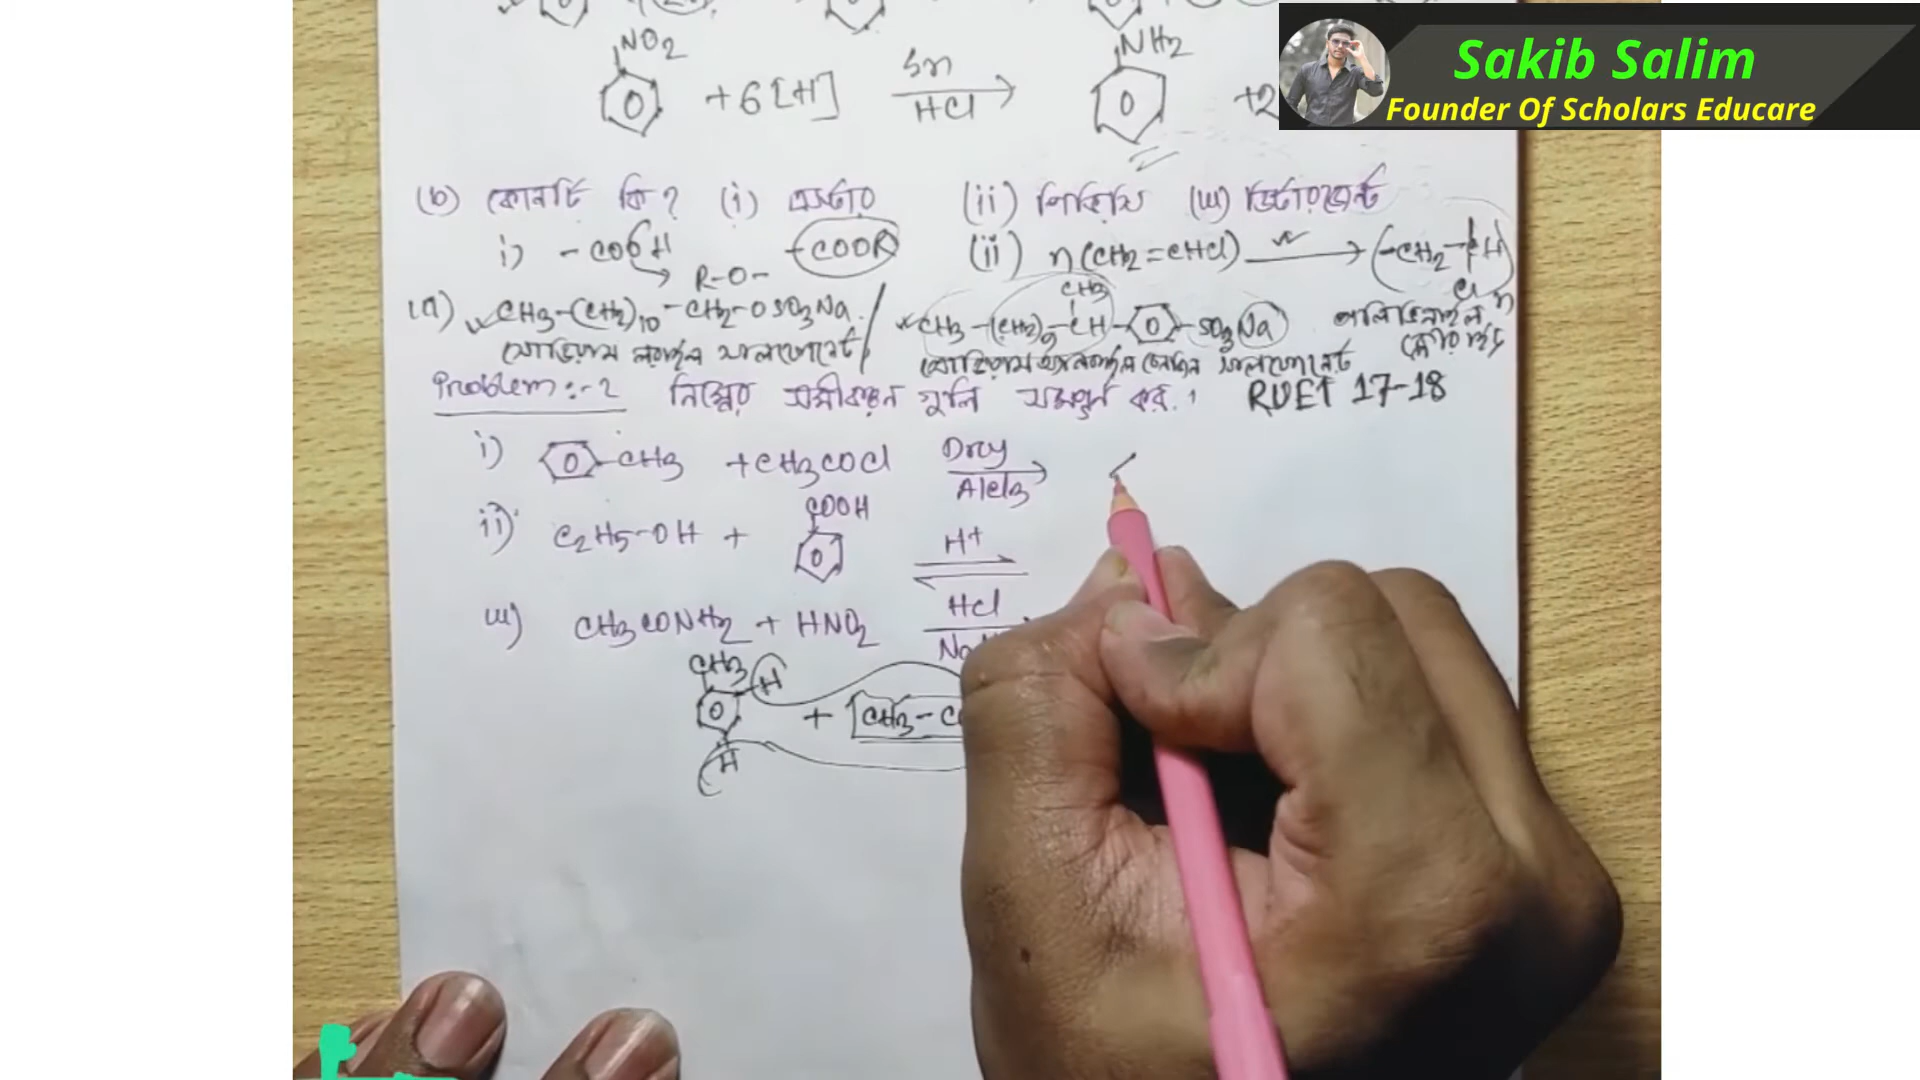 Sakib Salim
Founder Of Scholars Educare
NO2 NH2
+ 6 [H] Sn HCl +2
(b) কোনটি কি? (i) এস্টার (ii) পলিমার (iii) ডিটারজেন্ট
i) -COOH -COOR (ii) n(CH2=CHCl) (-CH2-CH) Cl n
R-O-
CH3-(CH2)10-CH2-OSO3Na / CH3-(CH2)9-CH-SO3Na CH3
সোডিয়াম লরাইল সালফোনেট / বেনজিন সালফোনেট পলিভিনাইল ক্লোরাইড
Problem:-2 নিম্নের সমীকরন গুলি সম্পূর্ণ কর। RUET 17-18
i) CH3 + CH3COCl Dry AlCl3
ii) C2H5-OH + COOH H+
iii) CH3CONH2 + HNO2 HCl
CH3 H
+ CH3-
H